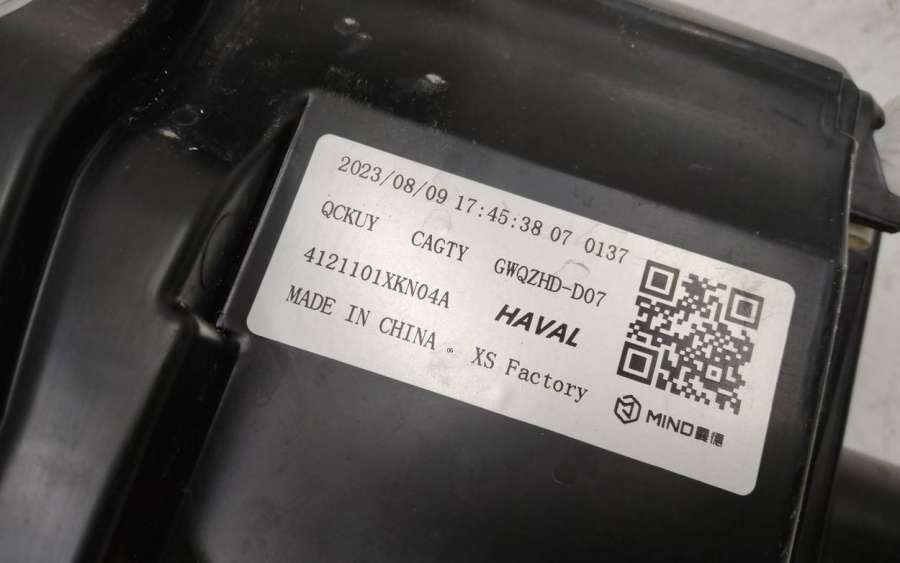 2023/08/09 17:45:38 07 0137
QCKUY CAGTY GWQZHD-D07
4121101XKN04A HAVAL
MADE IN CHINA. XS Factory
MIND鑫德